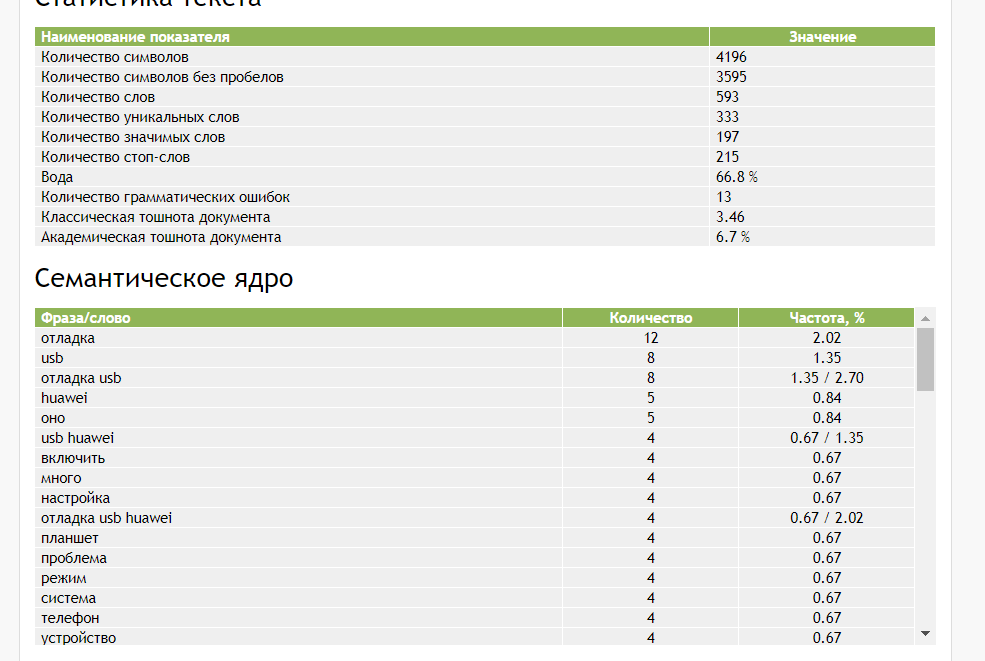 Статистика текста
Наименование показателя Значение
Количество символов 4196
Количество символов без пробелов 3595
Количество слов 593
Количество уникальных слов 333
Количество значимых слов 197
Количество стоп-слов 215
Вода 66.8 %
Количество грамматических ошибок 13
Классическая тошнота документа 3.46
Академическая тошнота документа 6.7 %
Семантическое ядро
Фраза/слово Количество Частота, %
отладка 12 2.02
usb 8 1.35
отладка usb 8 1.35 / 2.70
huawei 5 0.84
оно 5 0.84
usb huawei 4 0.67 / 1.35
включить 4 0.67
много 4 0.67
настройка 4 0.67
отладка usb huawei 4 0.67 / 2.02
планшет 4 0.67
проблема 4 0.67
режим 4 0.67
система 4 0.67
телефон 4 0.67
устройство 4 0.67